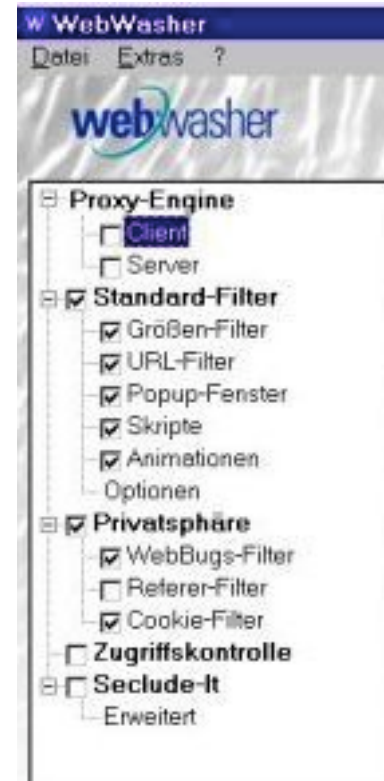 W WebWasher
Datei Extras ?
webwasher
Proxy-Engine
Client
Server
Standard-Filter
Größen-Filter
URL-Filter
Popup-Fenster
Skripte
Animationen
Optionen
Privatsphäre
WebBugs-Filter
Referer-Filter
Cookie-Filter
Zugriffskontrolle
Seclude-It
Erweitert